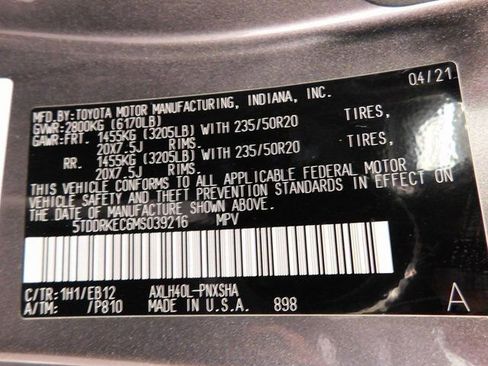 04/21
MFD.BY:TOYOTA MOTOR MANUFACTURING, INDIANA, INC.
GVWR:2800KG (6170LB)
GAWR:FRT. 1455KG (3205LB) WITH 235/50R20 TIRES,
20X7.5J RIMS.
RR. 1455KG (3205LB) WITH 235/50R20 TIRES,
20X7.5J RIMS.
THIS VEHICLE CONFORMS TO ALL APPLICABLE FEDERAL MOTOR
VEHICLE SAFETY AND THEFT PREVENTION STANDARDS IN EFFECT ON
THE DATE OF MANUFACTURE SHOWN ABOVE.
5TDDRKEC6MS039216 MPV
C/TR:1H1/EB12 AXLH40L-PNXSHA
A/TM: /P810 MADE IN U.S.A. 898 A